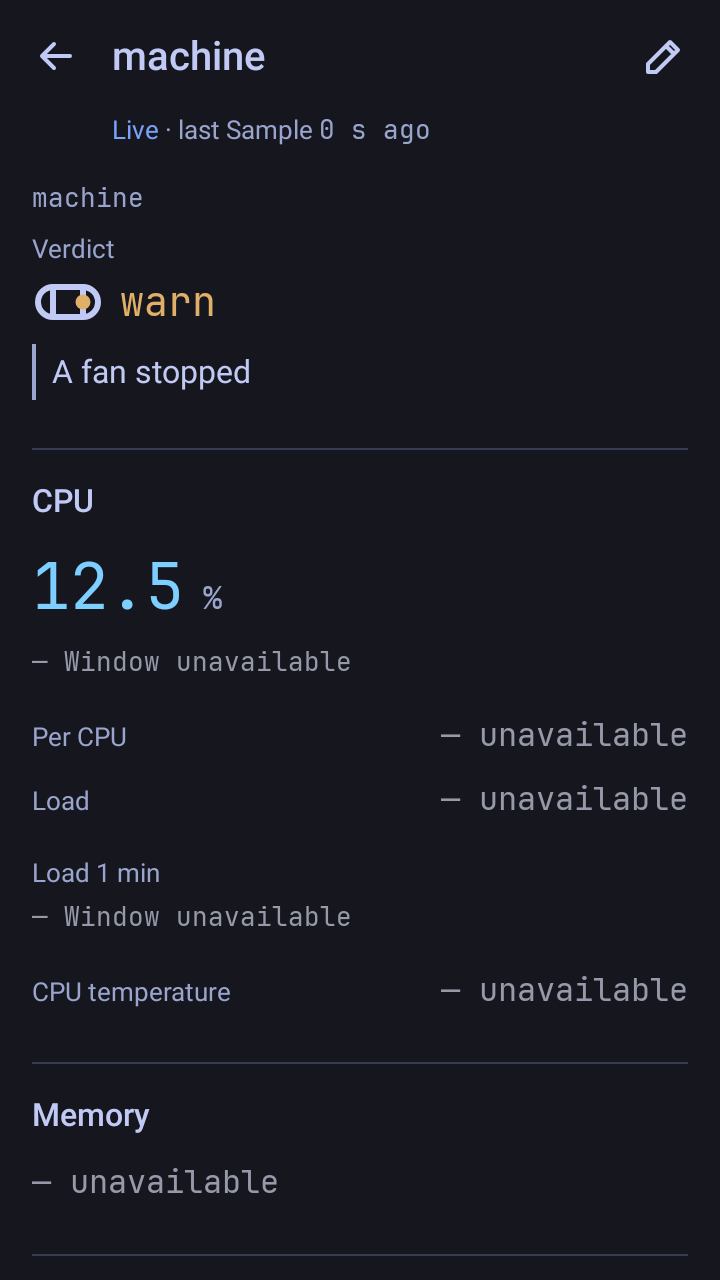 machine
Live · last Sample 0 s ago
machine
Verdict
warn
A fan stopped
CPU
12.5 %
— Window unavailable
Per CPU — unavailable
Load — unavailable
Load 1 min
— Window unavailable
CPU temperature — unavailable
Memory
— unavailable